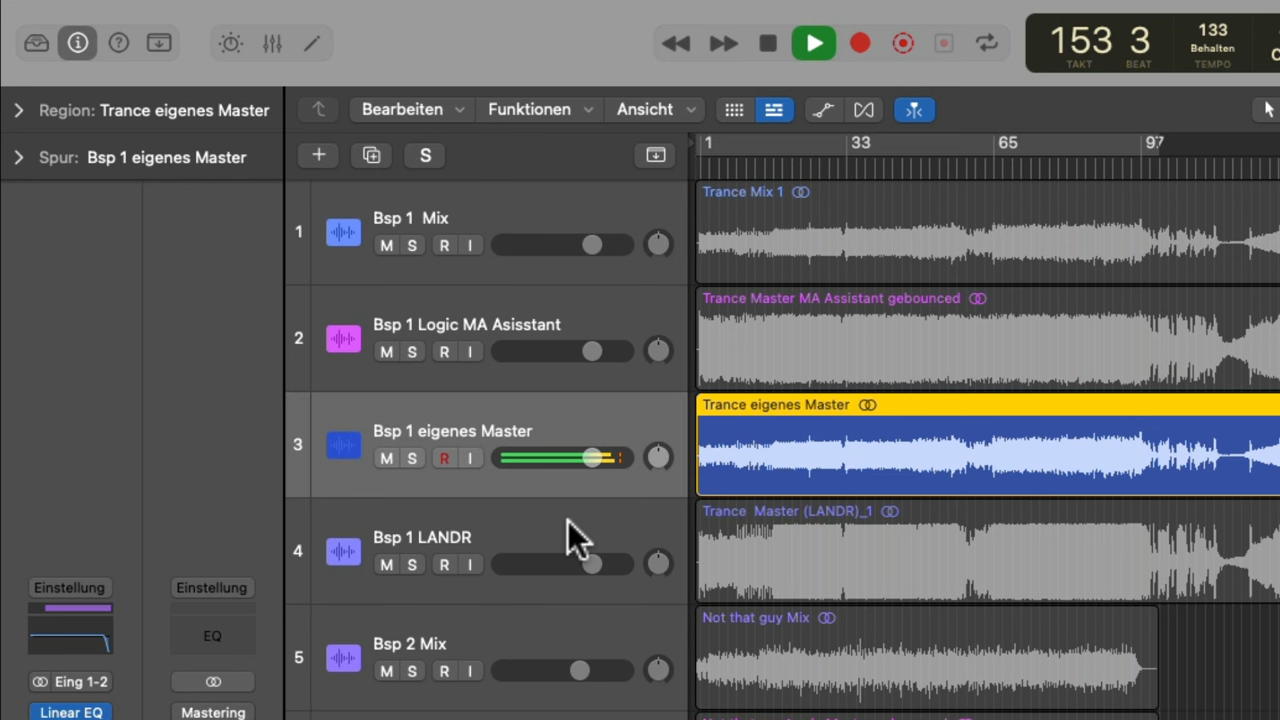 153 3
133
Behalten
TAKT BEAT TEMPO
Region: Trance eigenes Master
Bearbeiten Funktionen Ansicht
Spur: Bsp 1 eigenes Master
S
1 33 65 97
1
Bsp 1 Mix
M S R I
Trance Mix 1
2
Bsp 1 Logic MA Asisstant
M S R I
Trance Master MA Assistant gebounced
3
Bsp 1 eigenes Master
M S R I
Trance eigenes Master
4
Bsp 1 LANDR
M S R I
Trance Master (LANDR)_1
5
Bsp 2 Mix
M S R I
Not that guy Mix
Einstellung Einstellung
EQ
Eing 1-2
Linear EQ Mastering